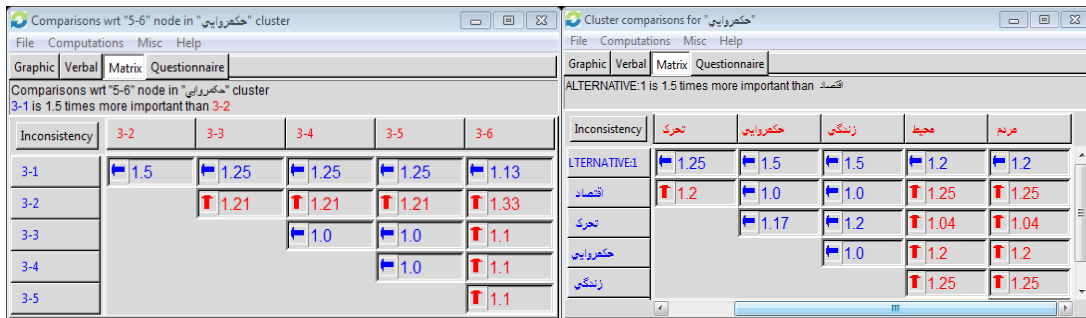 Comparisons wrt "5-6" node in "حکمروایي" cluster
File Computations Misc Help
Graphic Verbal Matrix Questionnaire
Comparisons wrt "5-6" node in "حکمروایي" cluster
3-1 is 1.5 times more important than 3-2
Inconsistency 3-2 3-3 3-4 3-5 3-6
3-1 1.5 1.25 1.25 1.25 1.13
3-2 1.21 1.21 1.21 1.33
3-3 1.0 1.0 1.1
3-4 1.0 1.1
3-5 1.1
Cluster comparisons for "حکمروایي"
File Computations Misc Help
Graphic Verbal Matrix Questionnaire
ALTERNATIVE:1 is 1.5 times more important than اقتصاد
Inconsistency تحرک حکمروایي زندگي محیط مردم
LTERNATIVE:1 1.25 1.5 1.5 1.2 1.2
اقتصاد 1.2 1.0 1.0 1.25 1.25
تحرک 1.17 1.2 1.04 1.04
حکمروایي 1.0 1.2 1.2
زندگي 1.25 1.25